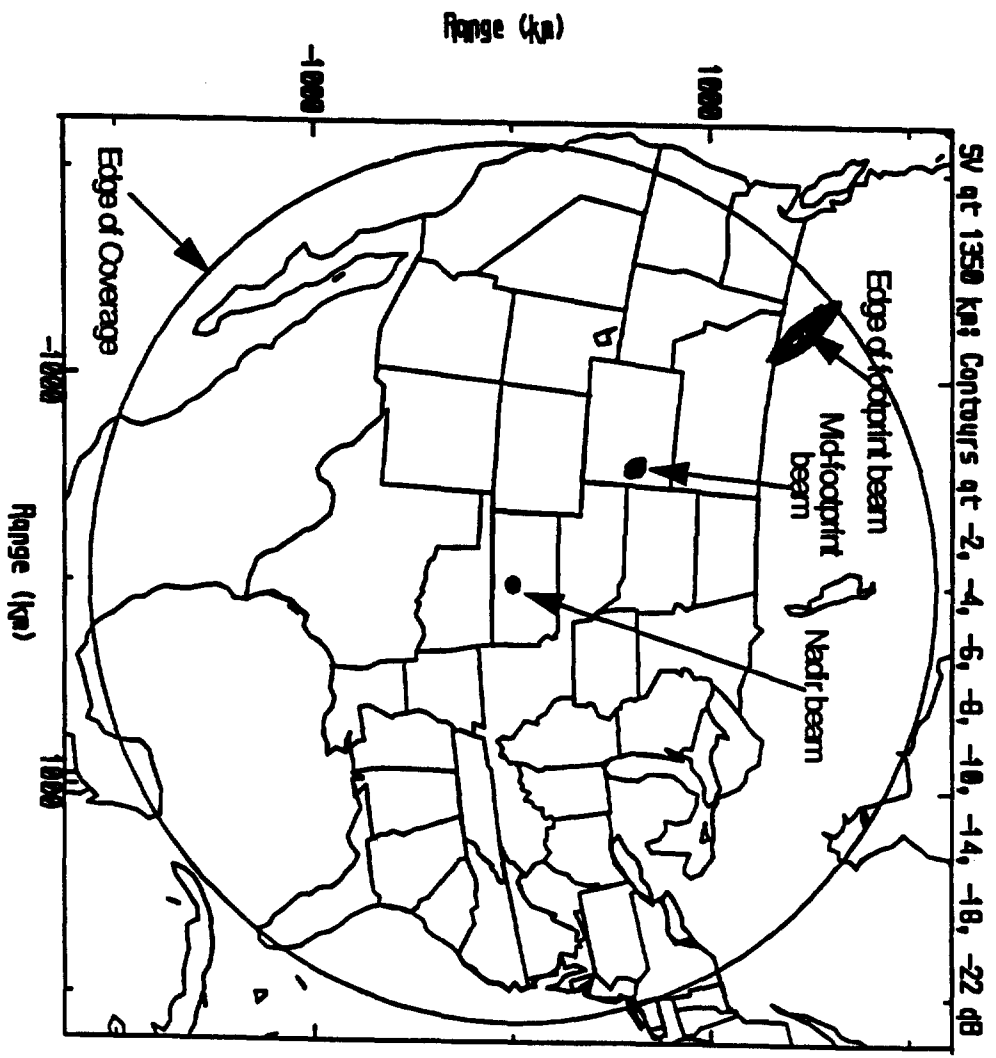 SV at 1350 km; Contours at -2, -4, -6, -8, -10, -14, -18, -22 dB
Edge of footprint beam
Mid-footprint
beam
Nadir beam
Edge of Coverage
Range (km)
1000
-1000
-1000
1000
Range (km)